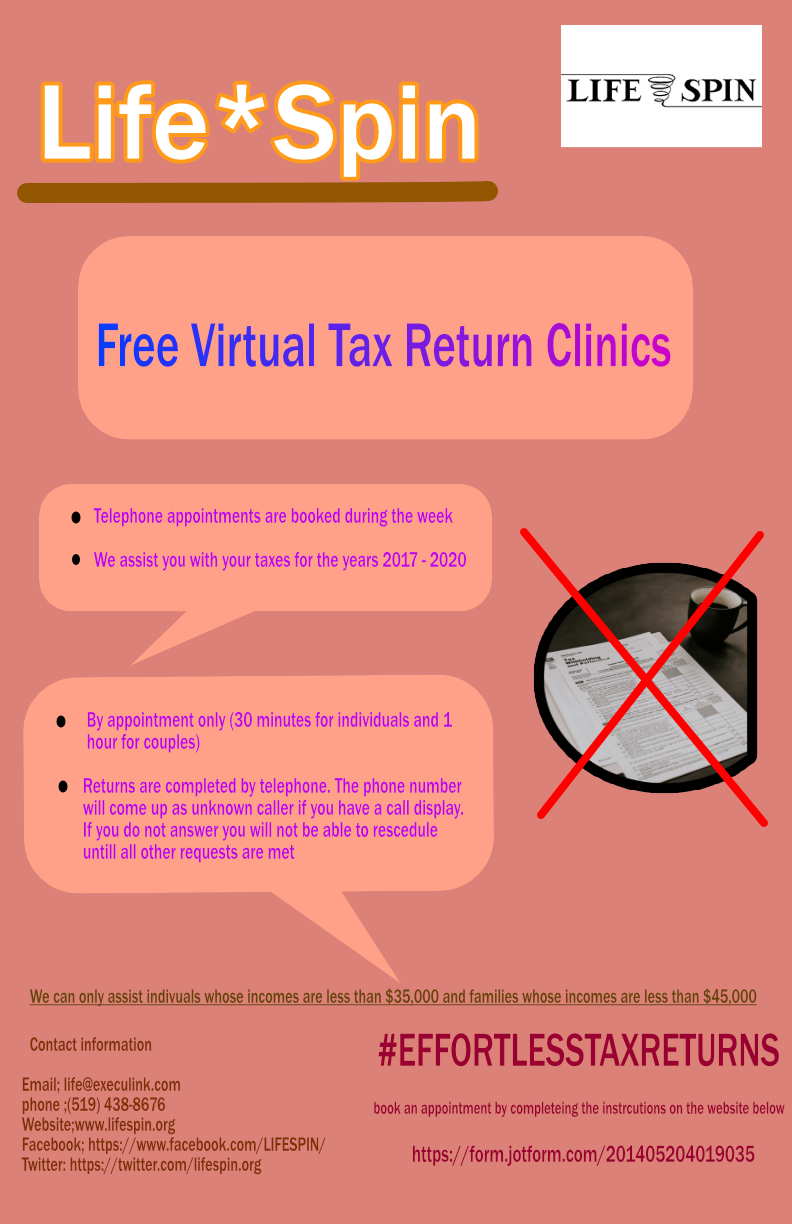 Life*Spin
LIFE SPIN
Free Virtual Tax Return Clinics
Telephone appointments are booked during the week
We assist you with your taxes for the years 2017 - 2020
By appointment only (30 minutes for individuals and 1
hour for couples)
Returns are completed by telephone. The phone number
will come up as unknown caller if you have a call display.
If you do not answer you will not be able to rescedule
untill all other requests are met
Tax
Withholding
We can only assist indivuals whose incomes are less than $35,000 and families whose incomes are less than $45,000
Contact information
Email; life@execulink.com
phone ;(519) 438-8676
Website;www.lifespin.org
Facebook; https://www.facebook.com/LIFESPIN/
Twitter: https://twitter.com/lifespin.org
#EFFORTLESSTAXRETURNS
book an appointment by completeing the instrcutions on the website below
https://form.jotform.com/201405204019035